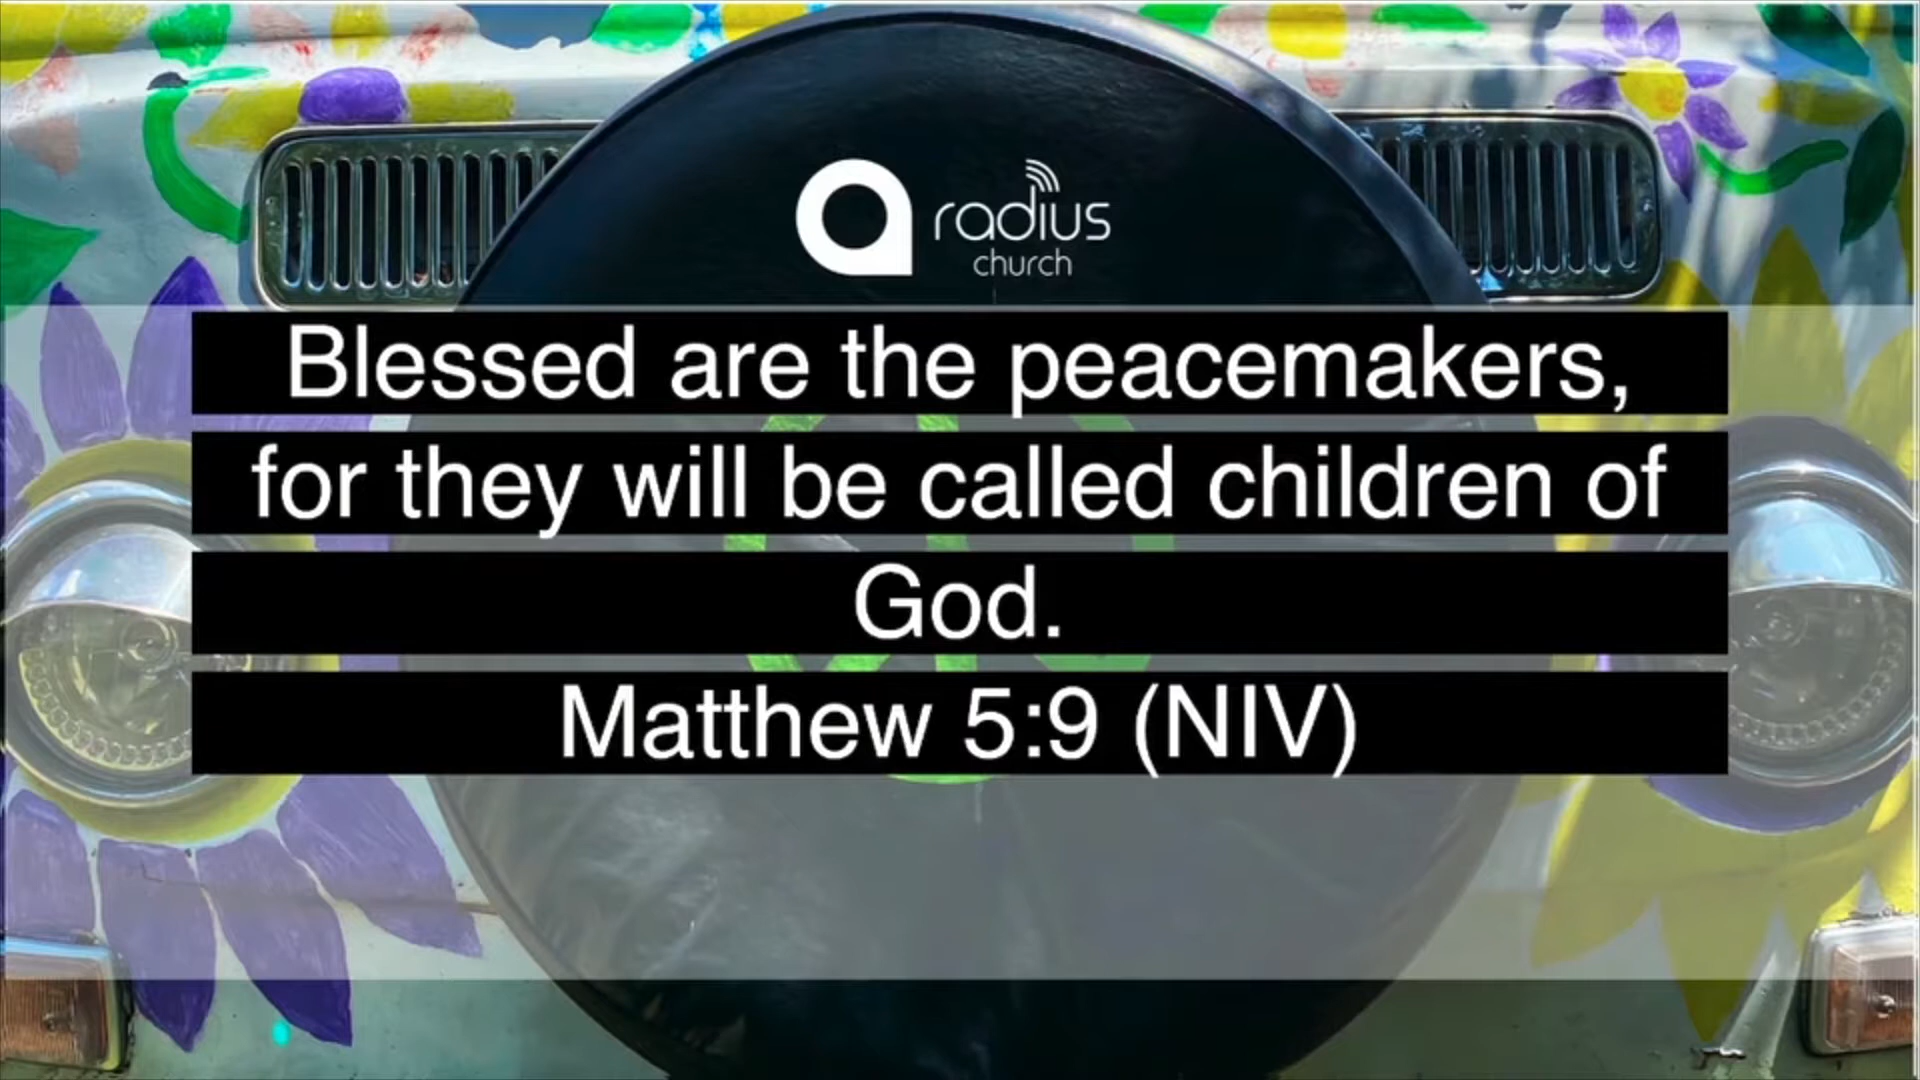 radius
church
Blessed are the peacemakers,
for they will be called children of
God.
Matthew 5:9 (NIV)